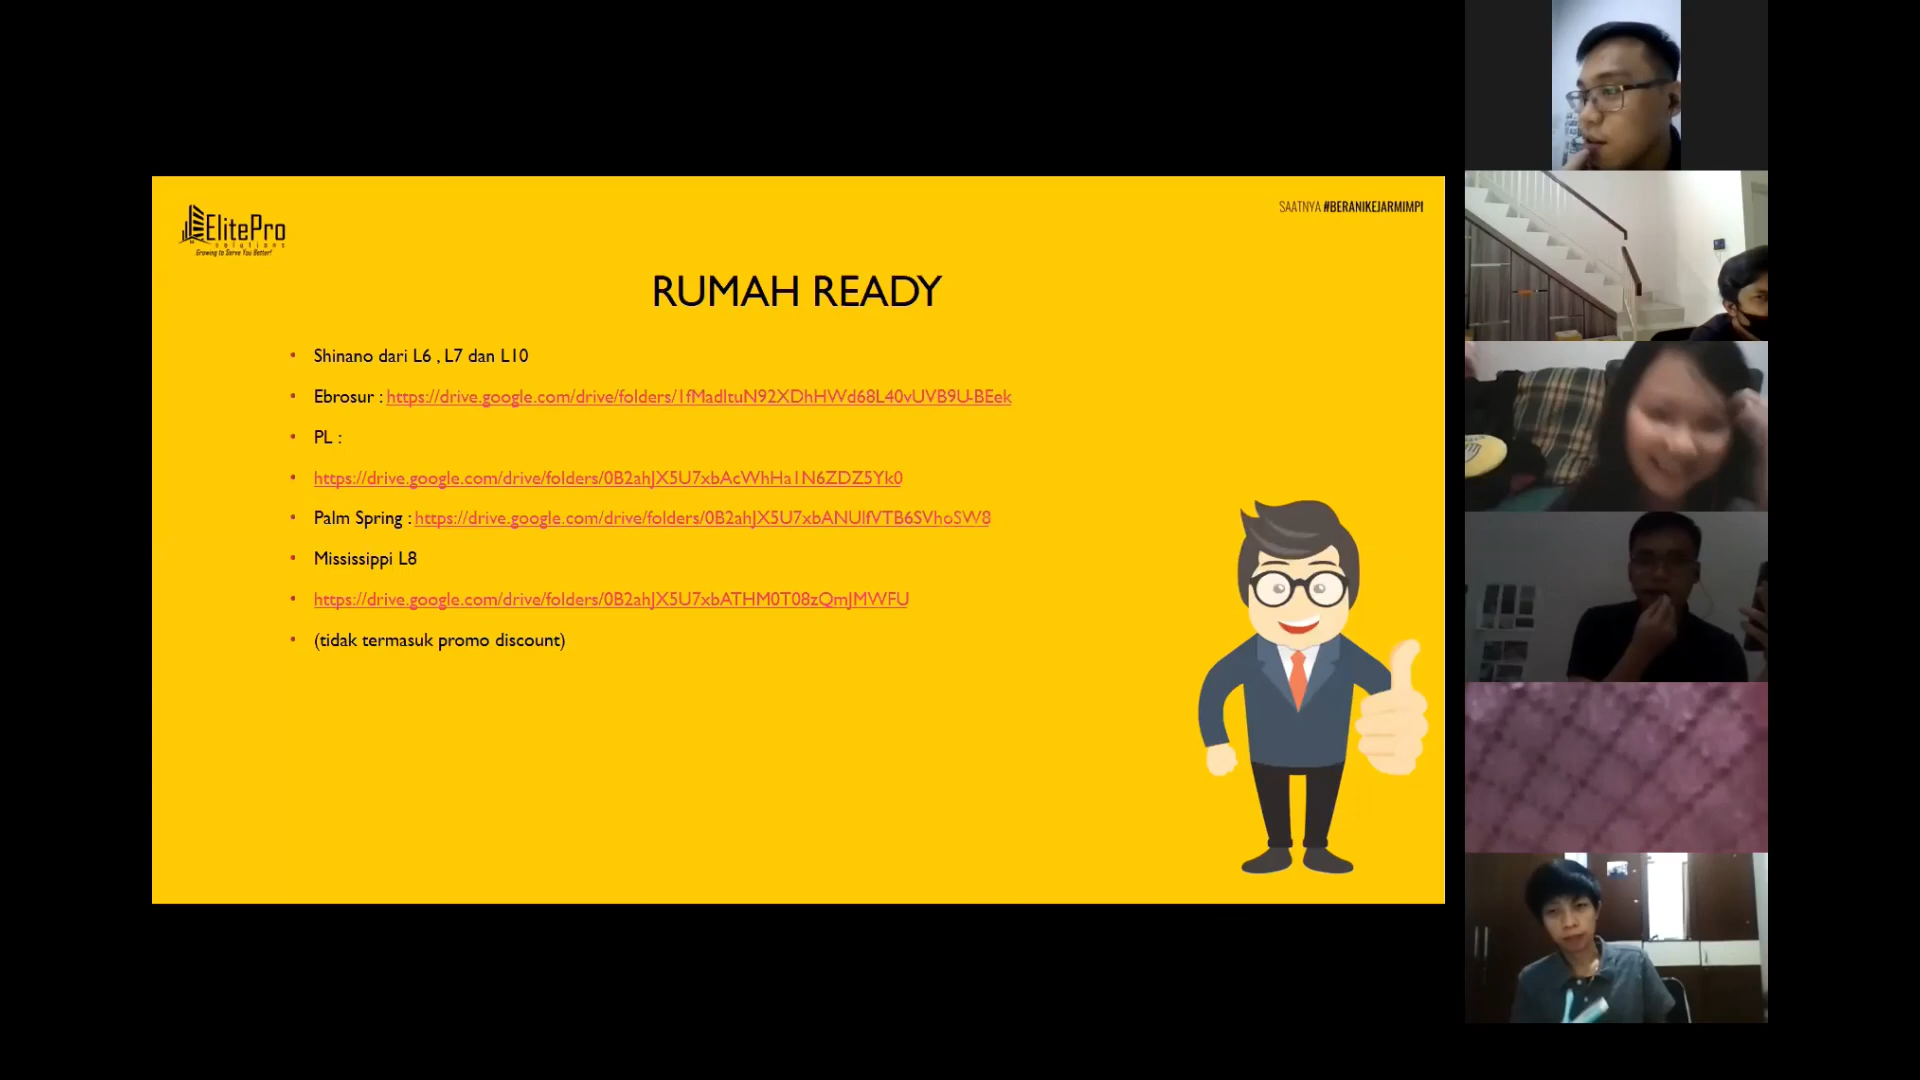 ElitePro
solutions
Growing to Serve You Better!
SAATNYA #BERANIKEJARMIMPI
RUMAH READY
• Shinano dari L6 , L7 dan L10
• Ebrosur : https://drive.google.com/drive/folders/1fMadltuN92XDhHWd68L40vUVB9U-BEek
• PL :
• https://drive.google.com/drive/folders/0B2ahJX5U7xbAcWhHa1N6ZDZ5Yk0
• Palm Spring : https://drive.google.com/drive/folders/0B2ahJX5U7xbANUlfVTB6SVhoSW8
• Mississippi L8
• https://drive.google.com/drive/folders/0B2ahJX5U7xbATHM0T08zQmJMWFU
• (tidak termasuk promo discount)